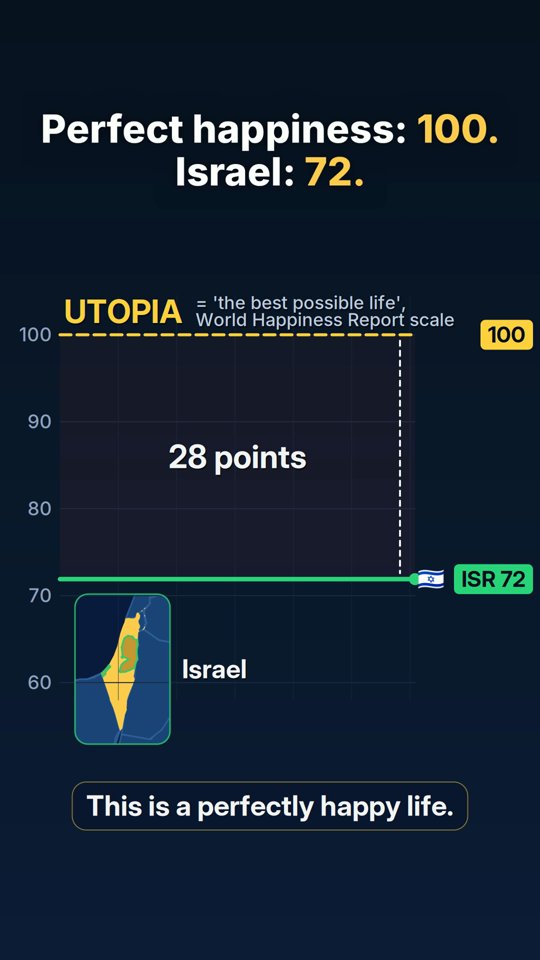 Perfect happiness: 100.
Israel: 72.
UTOPIA
= 'the best possible life',
World Happiness Report scale
100
100
90
28 points
80
ISR 72
70
Israel
60
This is a perfectly happy life.